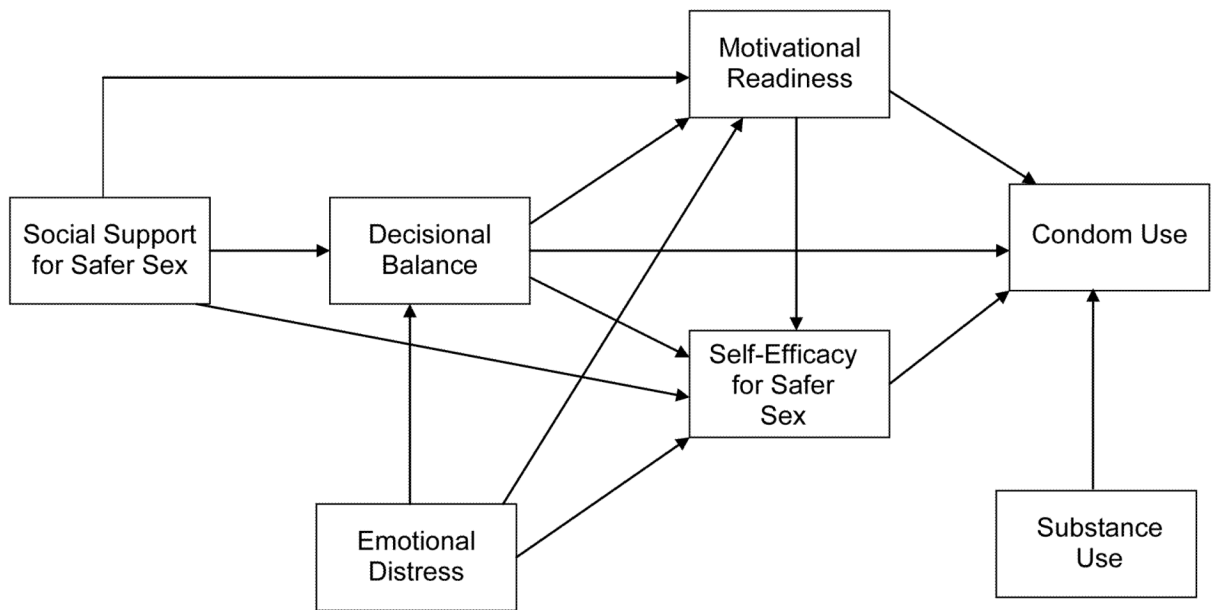 Motivational
Readiness
Social Support
for Safer Sex
Decisional
Balance
Condom Use
Self-Efficacy
for Safer
Sex
Emotional
Distress
Substance
Use